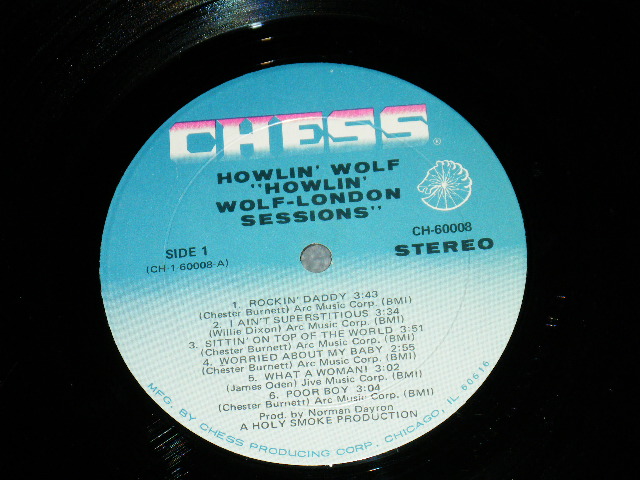 CHESS®
HOWLIN' WOLF
"HOWLIN'
WOLF-LONDON
SESSIONS"
SIDE 1
(CH-1 60008-A)
CH-60008
STEREO
1. ROCKIN' DADDY 3:43
(Chester Burnett) Arc Music Corp. (BMI)
2. I AIN'T SUPERSTITIOUS 3:34
(Willie Dixon) Arc Music Corp. (BMI)
3. SITTIN' ON TOP OF THE WORLD 3:51
(Chester Burnett) Arc Music Corp. (BMI)
4. WORRIED ABOUT MY BABY 2:55
(Chester Burnett) Arc Music Corp. (BMI)
5. WHAT A WOMAN! 3:02
(James Oden) Jive Music Corp. (BMI)
6. POOR BOY 3:04
(Chester Burnett) Arc Music Corp. (BMI)
Prod. by Norman Dayron
A HOLY SMOKE PRODUCTION
MFG. BY CHESS PRODUCING CORP., CHICAGO, IL 60616